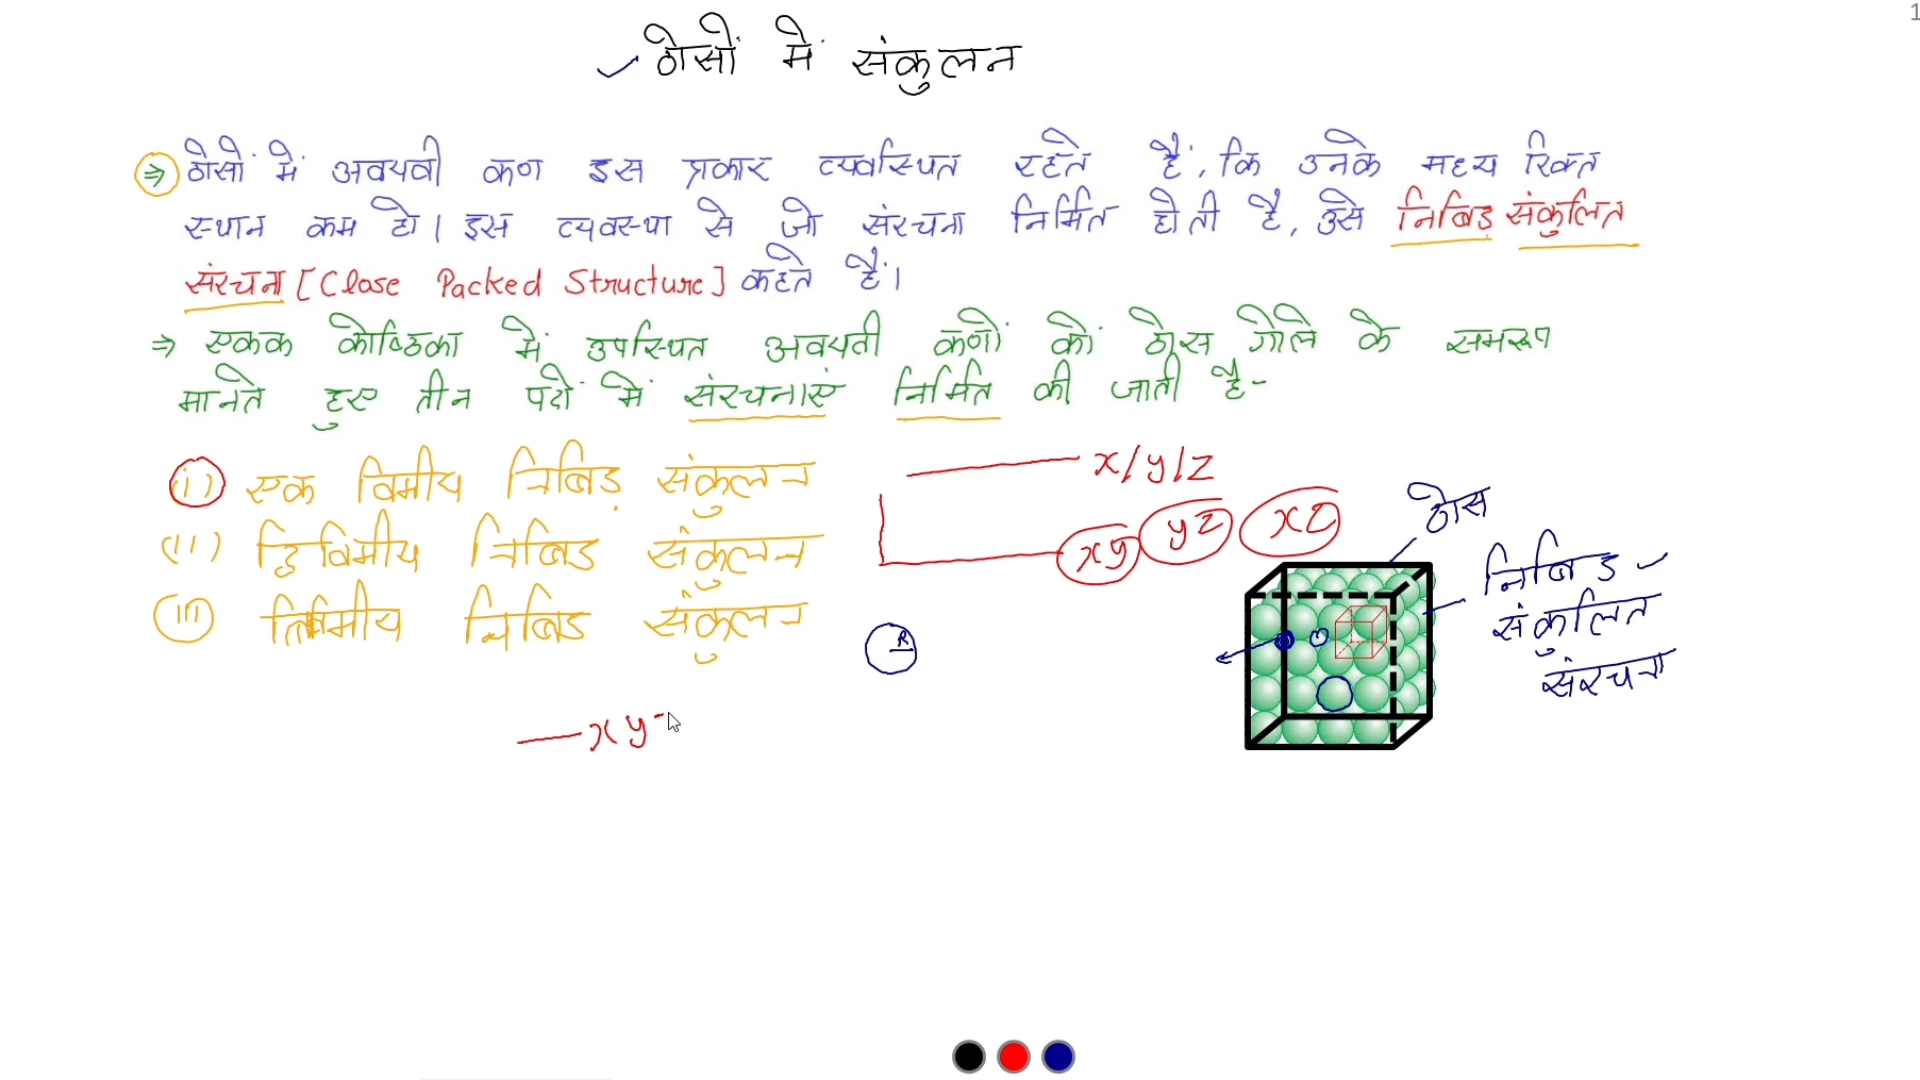 1
ठोसों में संकुलन
⇒ ठोसों में अवयवी कण इस प्रकार व्यवस्थित रहते हैं, कि उनके मध्य रिक्त
स्थान कम हो। इस व्यवस्था से जो संरचना निर्मित होती है, उसे निबिड़ संकुलित
संरचना [Close Packed Structure] कहते हैं।
⇒ एकक कोष्ठिका में उपस्थित अवयवी कणों कों ठोस गोले के समरूप
मानते हुए तीन पदों में संरचनाएं निर्मित की जाती है-
(i) एक विमीय निबिड़ संकुलन
x/y/z
(ii) द्विविमीय निबिड संकुलन
xy yz xz
(iii) त्रिविमीय निबिड संकुलन
R
ठोस
निबिड
संकुलित
संरचना
xy